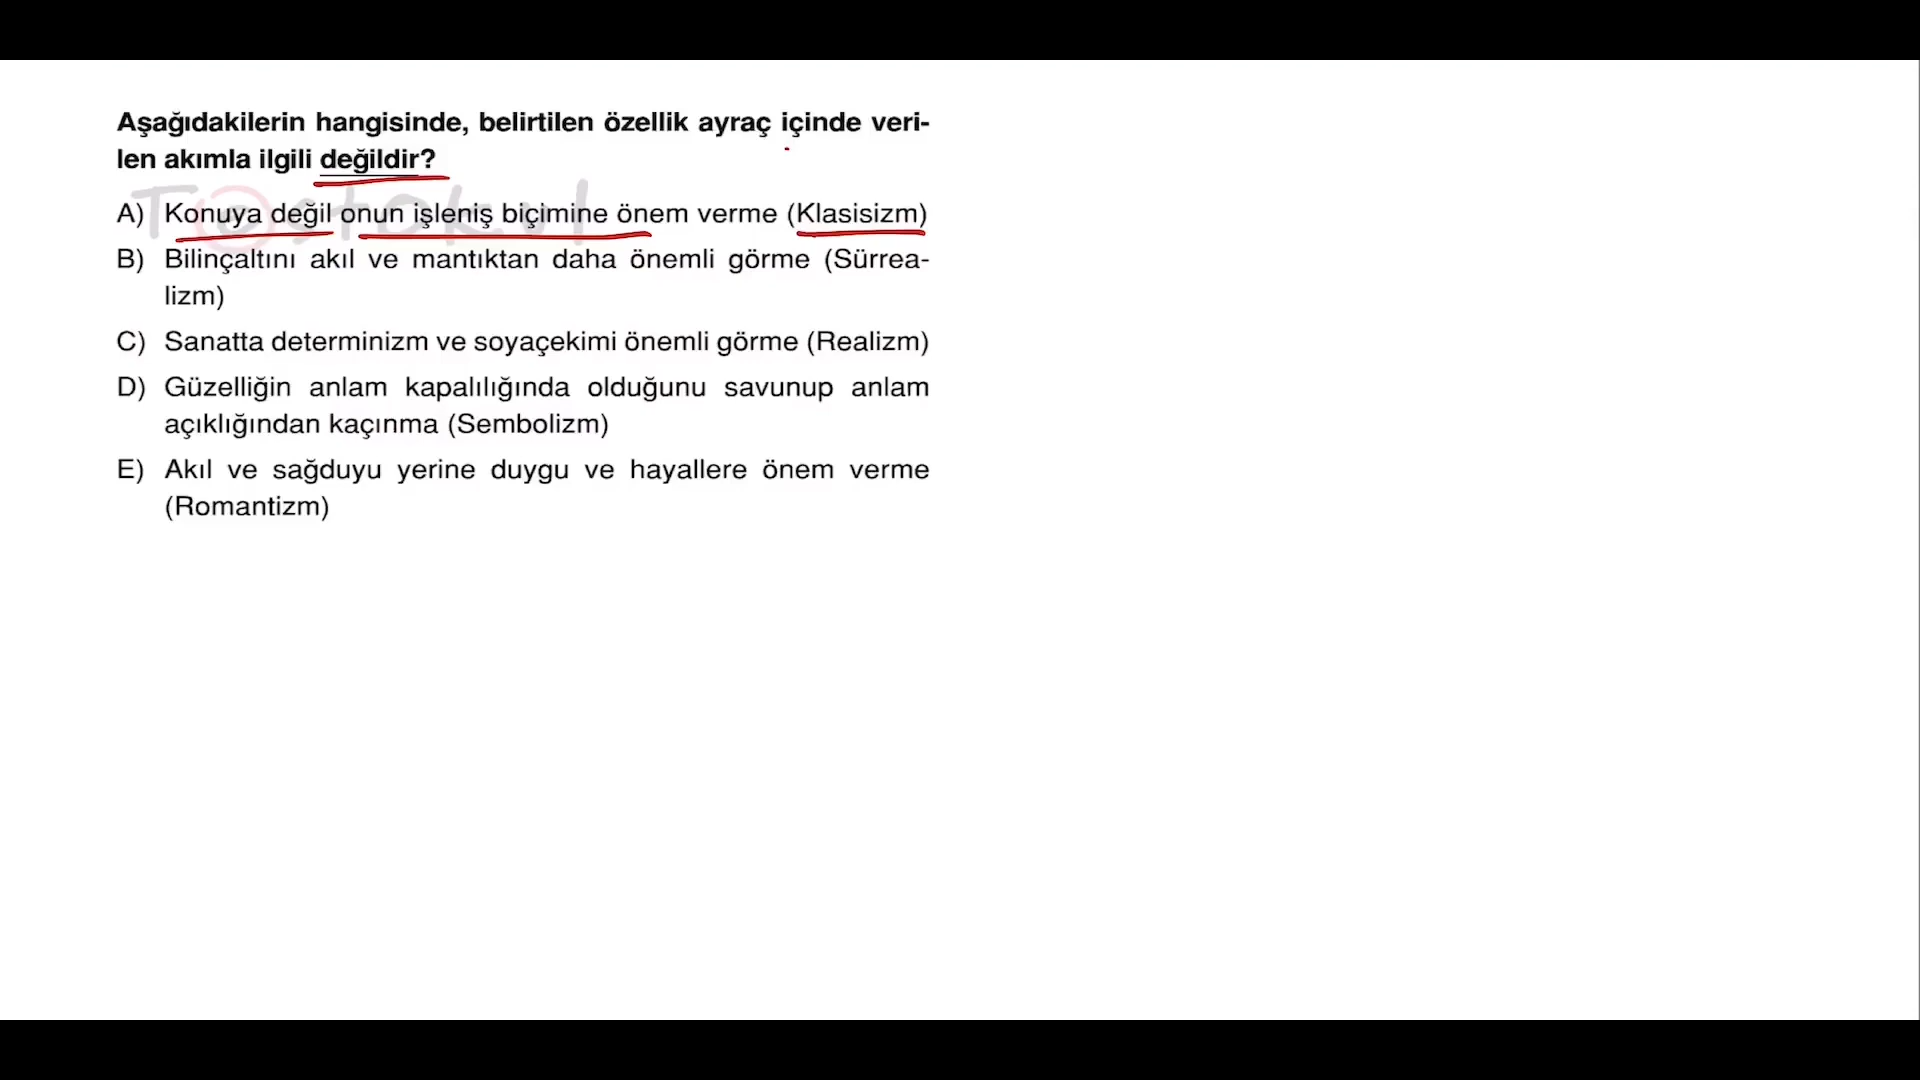 Aşağıdakilerin hangisinde, belirtilen özellik ayraç içinde veri-
len akımla ilgili değildir?
T@stokul
A) Konuya değil onun işleniş biçimine önem verme (Klasisizm)
B) Bilinçaltını akıl ve mantıktan daha önemli görme (Sürrea-
lizm)
C) Sanatta determinizm ve soyaçekimi önemli görme (Realizm)
D) Güzelliğin anlam kapalılığında olduğunu savunup anlam
açıklığından kaçınma (Sembolizm)
E) Akıl ve sağduyu yerine duygu ve hayallere önem verme
(Romantizm)